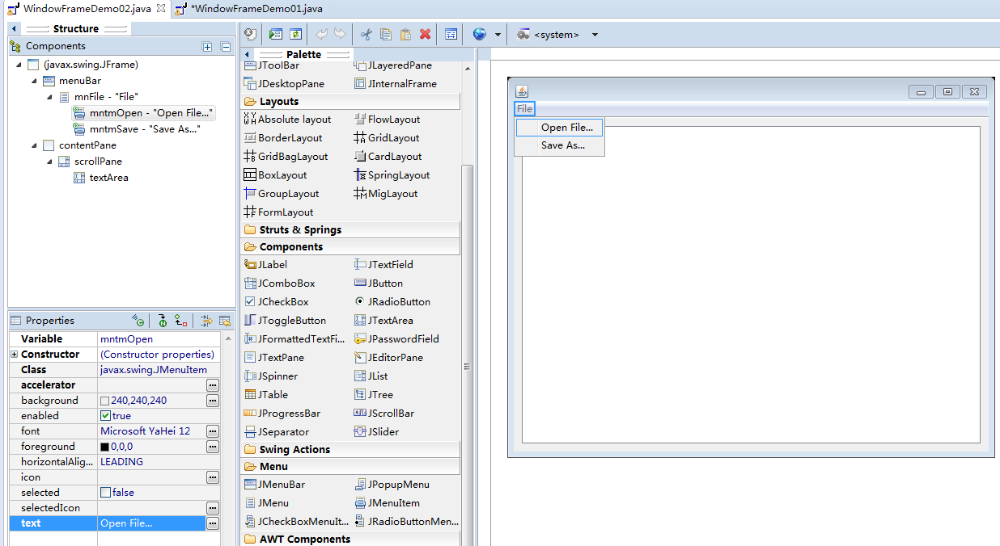 WindowFrameDemo02.java
*WindowFrameDemo01.java
Structure
Components
(javax.swing.JFrame)
menuBar
mnFile - "File"
mntmOpen - "Open File..."
mntmSave - "Save As..."
contentPane
scrollPane
textArea
Properties
Variable mntmOpen
Constructor (Constructor properties)
Class javax.swing.JMenuItem
accelerator
background 240,240,240
enabled true
font Microsoft YaHei 12
foreground 0,0,0
horizontalAlig... LEADING
icon
selected false
selectedIcon
text Open File...
<system>
Palette
JToolBar JLayeredPane
JDesktopPane JInternalFrame
Layouts
Absolute layout FlowLayout
BorderLayout GridLayout
GridBagLayout CardLayout
BoxLayout SpringLayout
GroupLayout MigLayout
FormLayout
Struts & Springs
Components
JLabel JTextField
JComboBox JButton
JCheckBox JRadioButton
JToggleButton JTextArea
JFormattedTextFi... JPasswordField
JTextPane JEditorPane
JSpinner JList
JTable JTree
JProgressBar JScrollBar
JSeparator JSlider
Swing Actions
Menu
JMenuBar JPopupMenu
JMenu JMenuItem
JCheckBoxMenuIt... JRadioButtonMen...
AWT Components
File
Open File...
Save As...